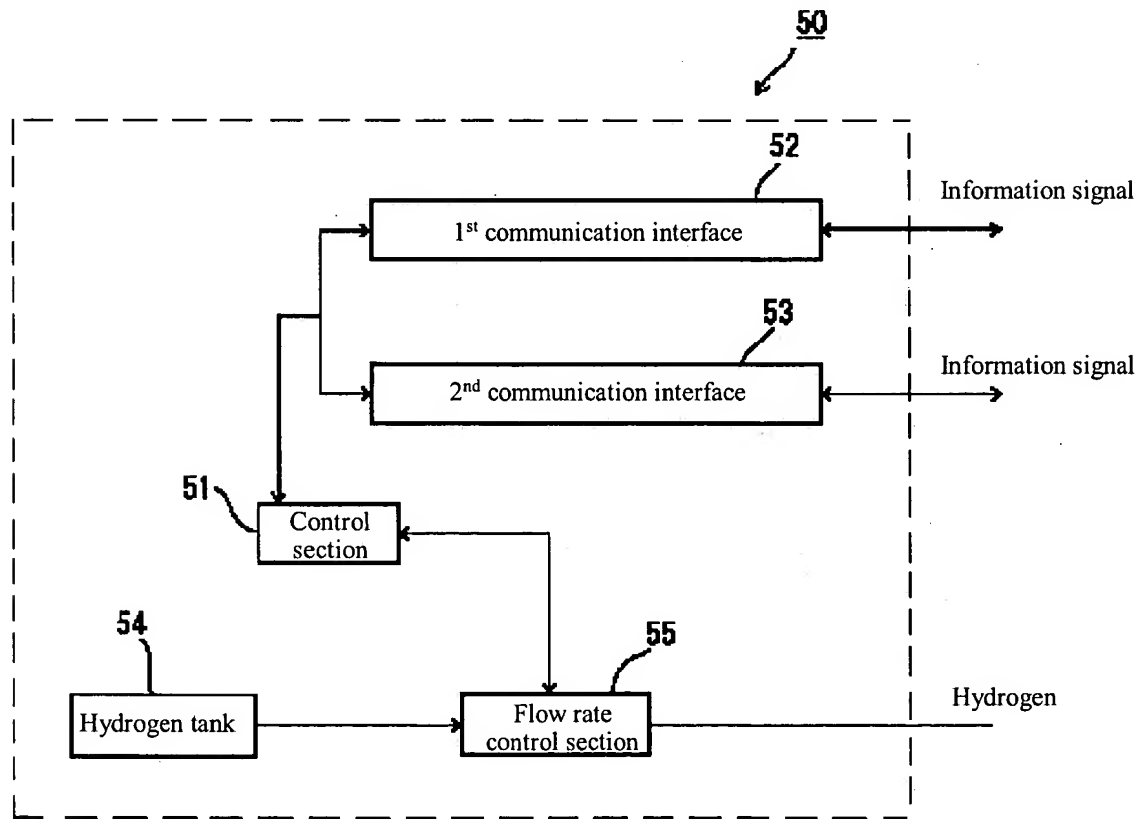 50
52
Information signal
1st communication interface
53
Information signal
2nd communication interface
51
Control
section
54
55
Hydrogen
Hydrogen tank
Flow rate
control section